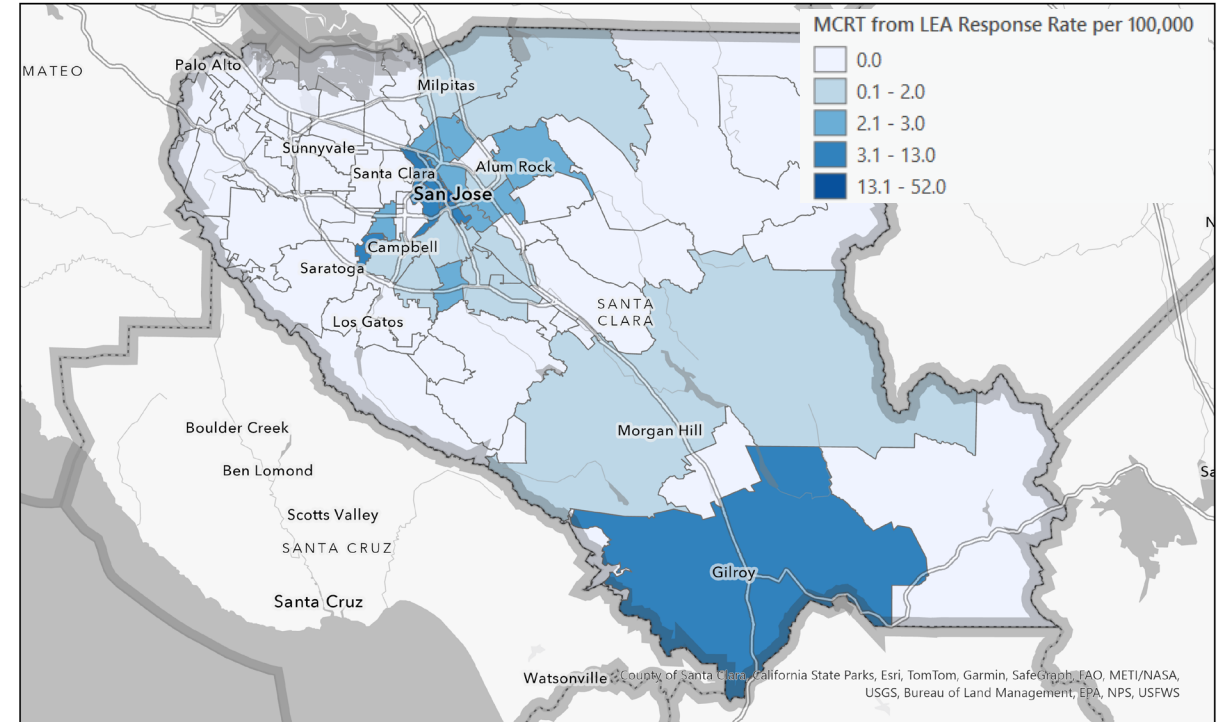 MCRT from LEA Response Rate per 100,000
0.0
0.1 - 2.0
2.1 - 3.0
3.1 - 13.0
13.1 - 52.0
MATEO
Palo Alto
Milpitas
Sunnyvale
Santa Clara
Alum Rock
San Jose
Campbell
Saratoga
SANTA
CLARA
Los Gatos
Boulder Creek
Morgan Hill
Ben Lomond
Scotts Valley
SANTA CRUZ
Gilroy
Santa Cruz
Watsonville
County of Santa Clara, California State Parks, Esri, TomTom, Garmin, SafeGraph, FAO, METI/NASA,
USGS, Bureau of Land Management, EPA, NPS, USFWS
N
Sa